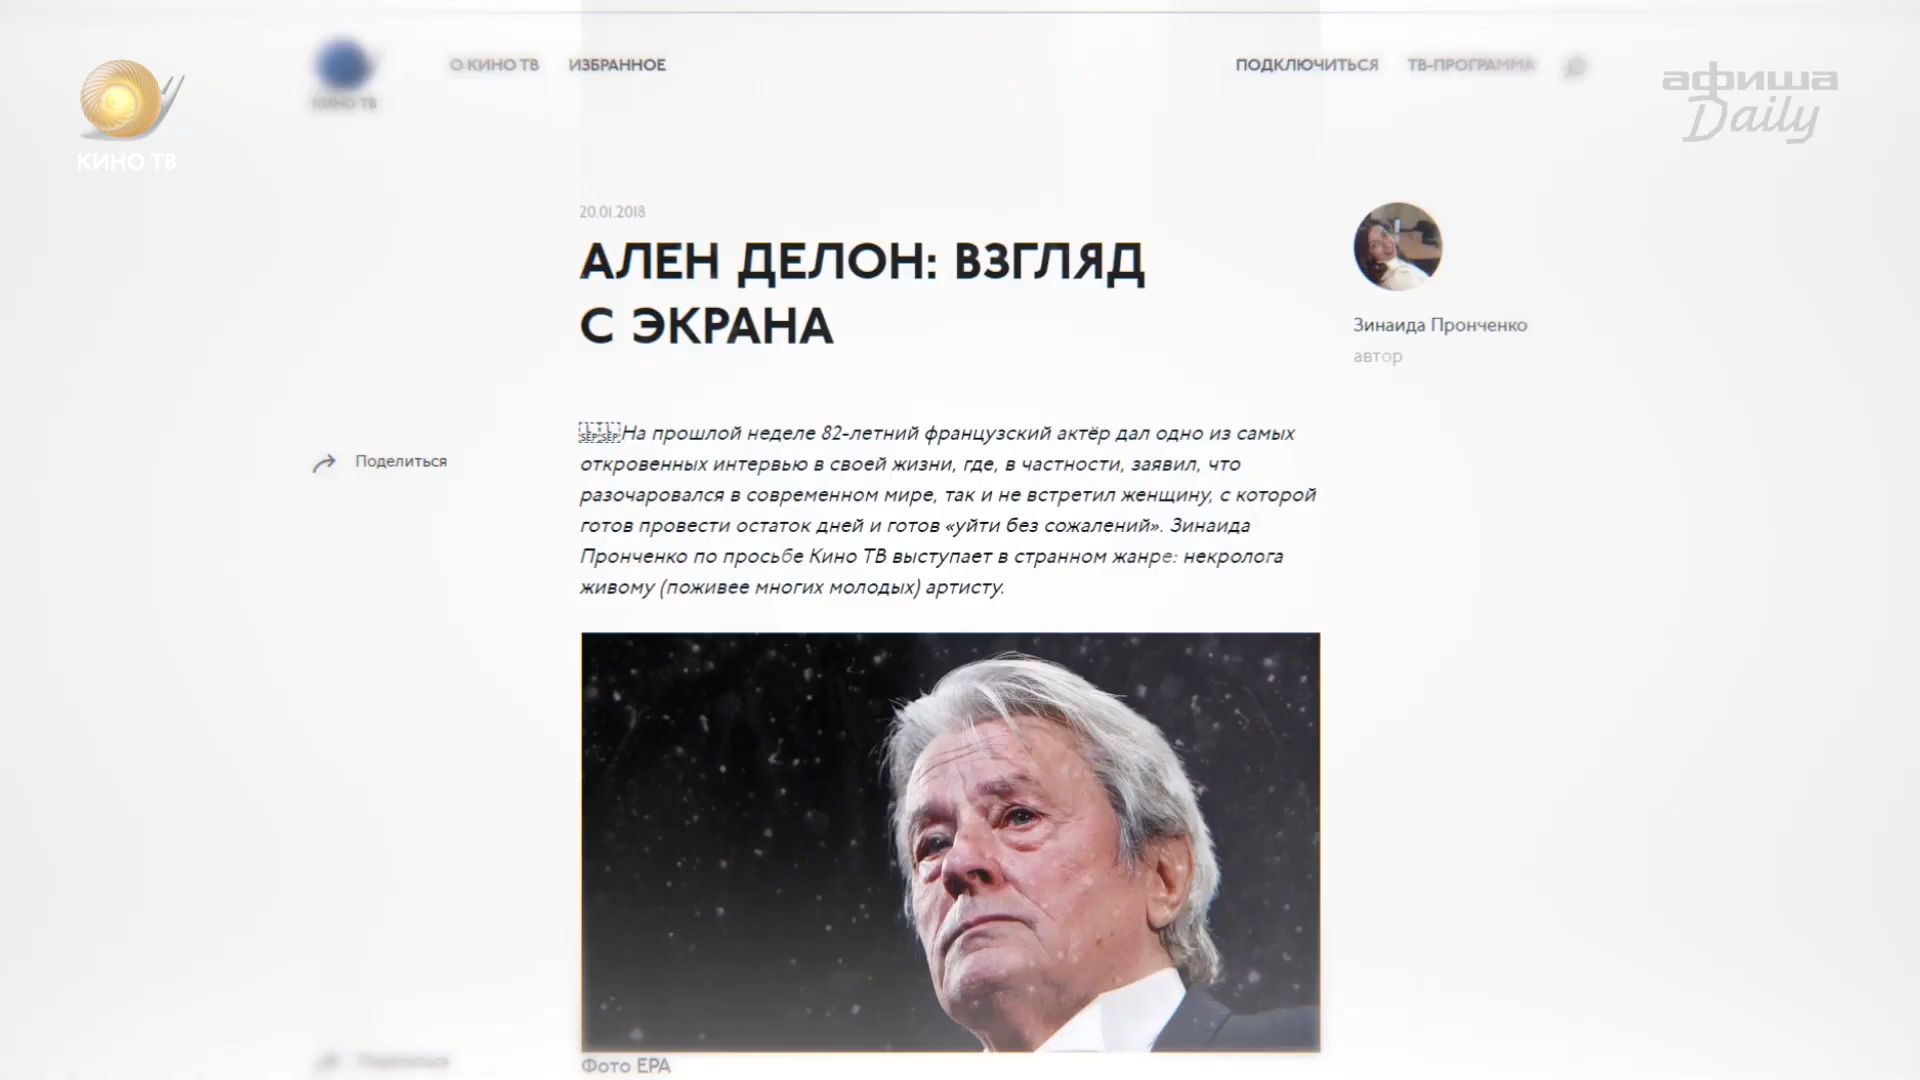 О КИНО ТВ
ИЗБРАННОЕ
ПОДКЛЮЧИТЬСЯ
ТВ-ПРОГРАММА
КИНО ТВ
КИНО ТВ
афиша
Daily
20.01.2018
АЛЕН ДЕЛОН: ВЗГЛЯД
С ЭКРАНА
Зинаида Пронченко
автор
На прошлой неделе 82-летний французский актёр дал одно из самых
откровенных интервью в своей жизни, где, в частности, заявил, что
разочаровался в современном мире, так и не встретил женщину, с которой
готов провести остаток дней и готов «уйти без сожалений». Зинаида
Пронченко по просьбе Кино ТВ выступает в странном жанре: некролога
живому (поживее многих молодых) артисту.
Поделиться
Поделиться
Фото EPA